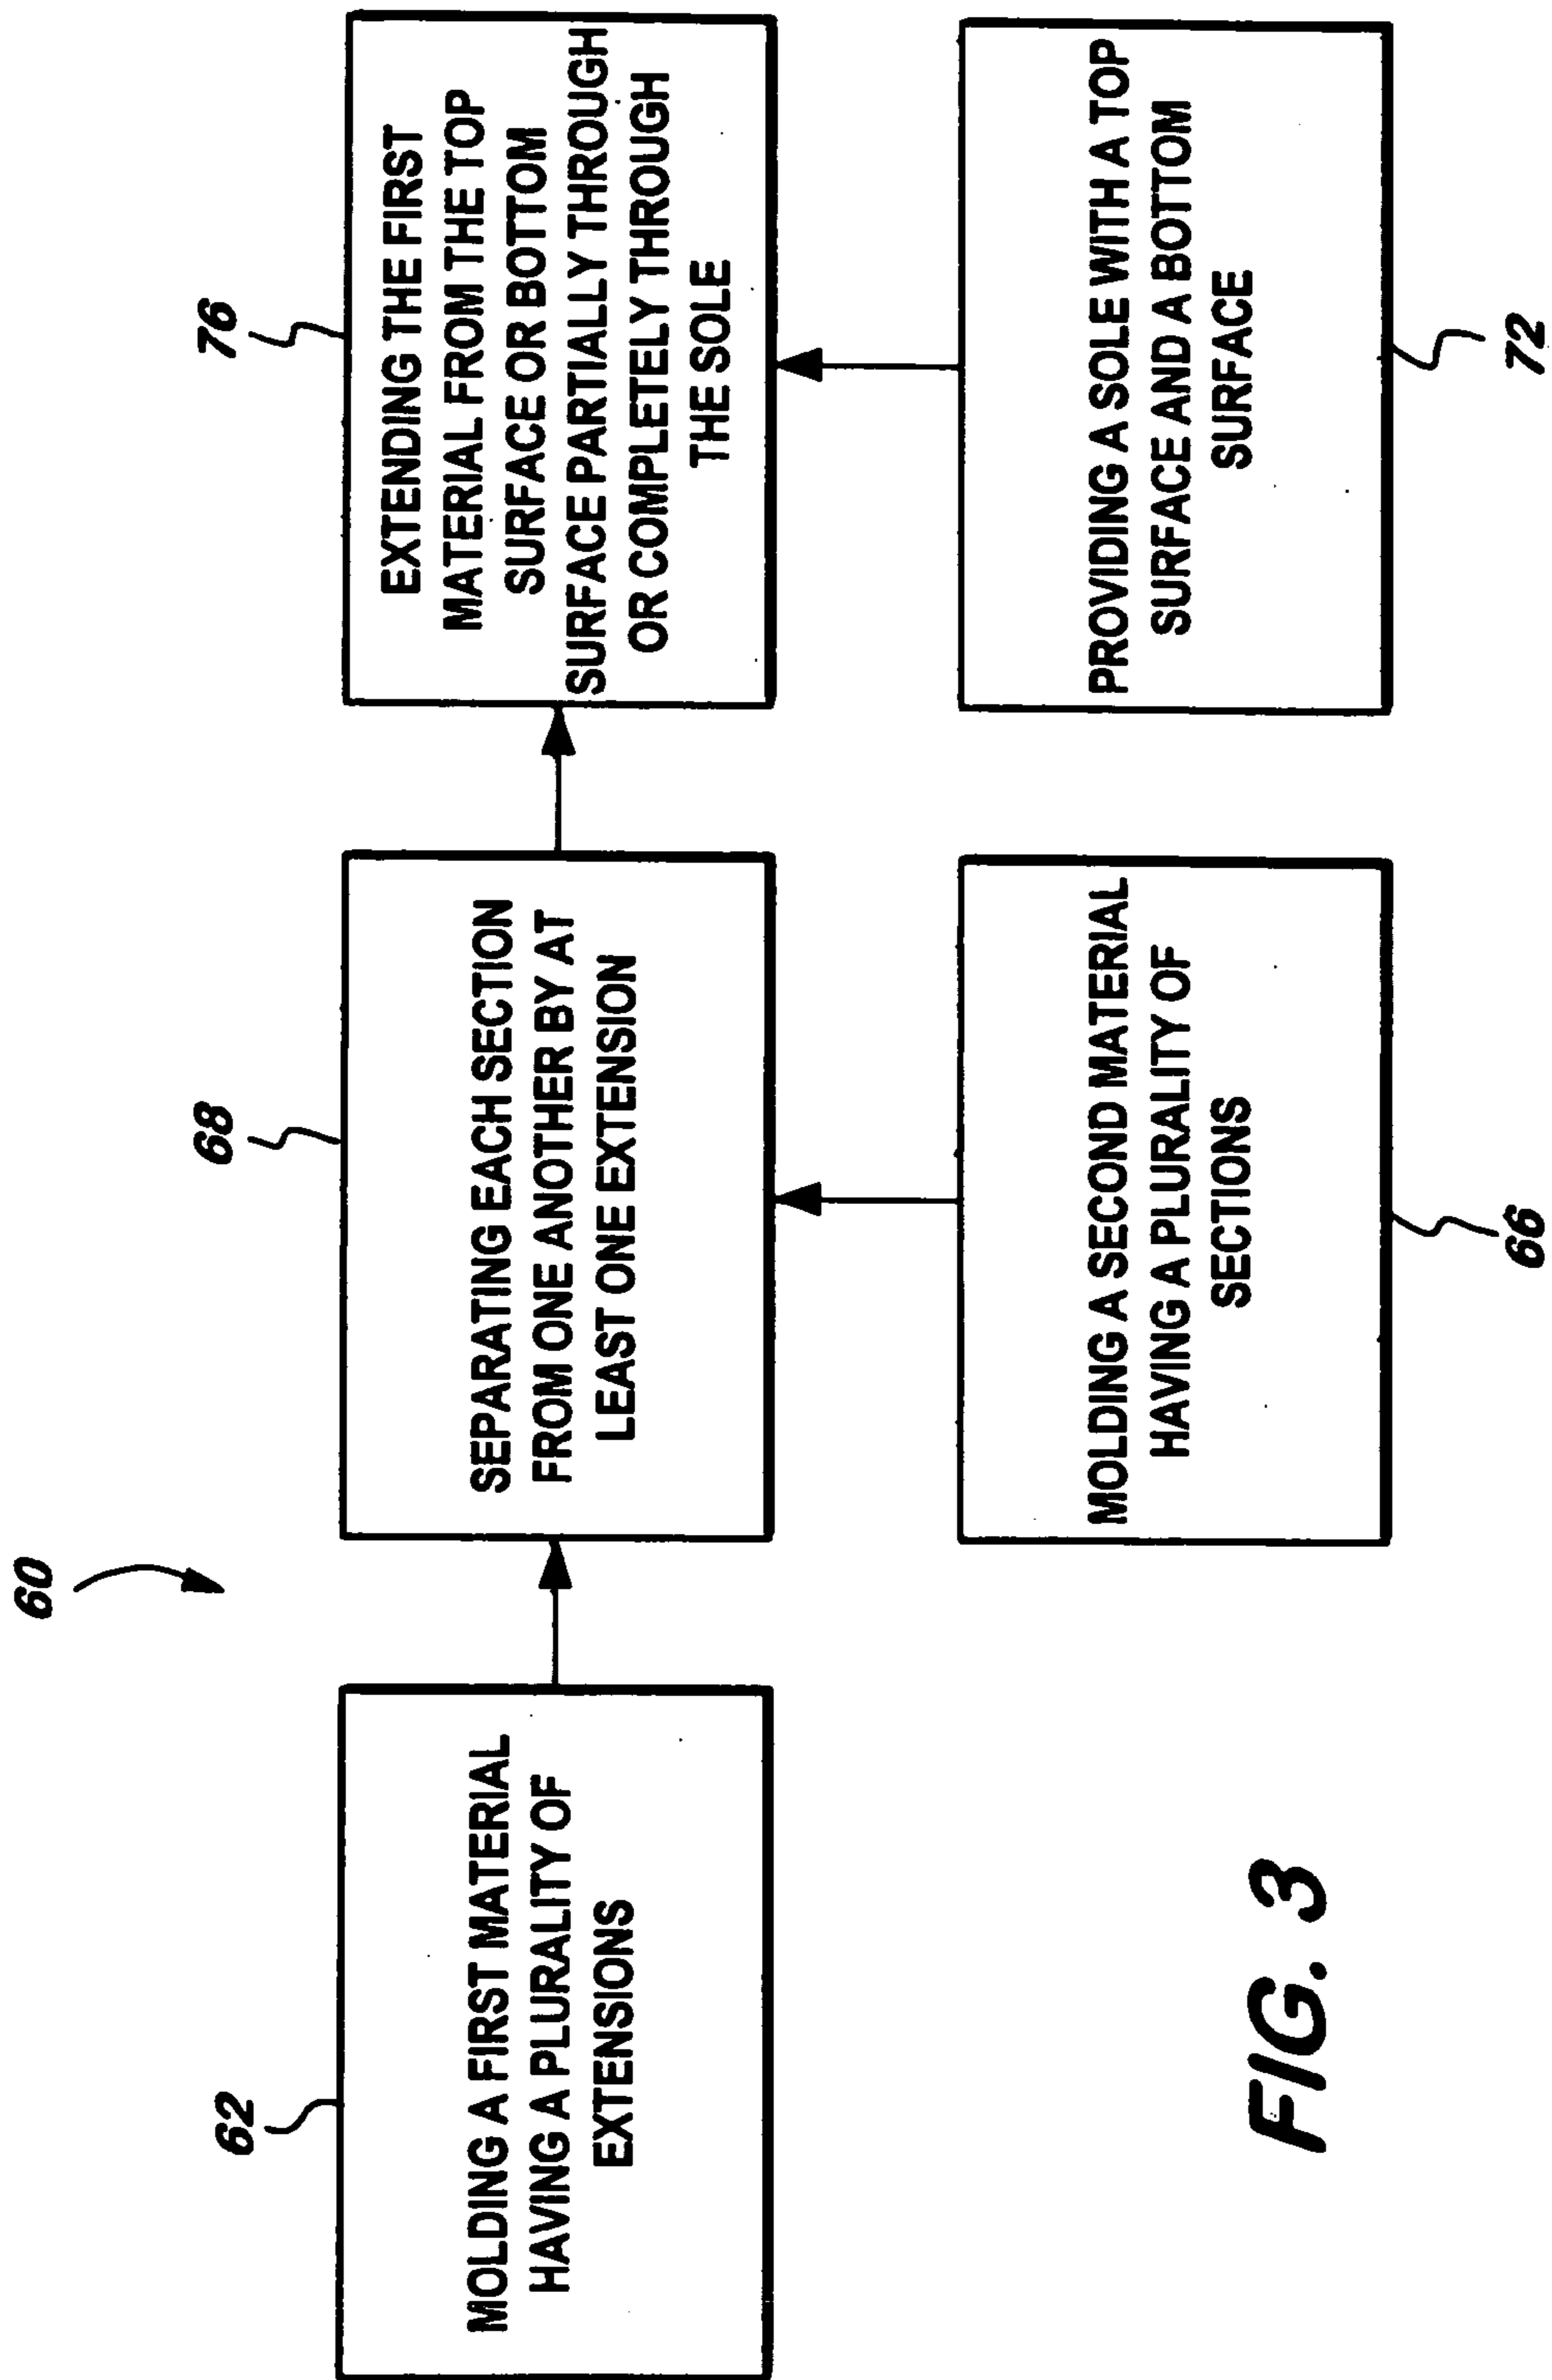 60
62
MOLDING A FIRST MATERIAL
HAVING A PLURALITY OF
EXTENSIONS
68
SEPARATING EACH SECTION
FROM ONE ANOTHER BY AT
LEAST ONE EXTENSION
76
EXTENDING THE FIRST
MATERIAL FROM THE TOP
SURFACE OR BOTTOM
SURFACE PARTIALLY THROUGH
OR COMPLETELY THROUGH
THE SOLE
MOLDING A SECOND MATERIAL
HAVING A PLURALITY OF
SECTIONS
66
PROVIDING A SOLE WITH A TOP
SURFACE AND A BOTTOM
SURFACE
72
FIG. 3